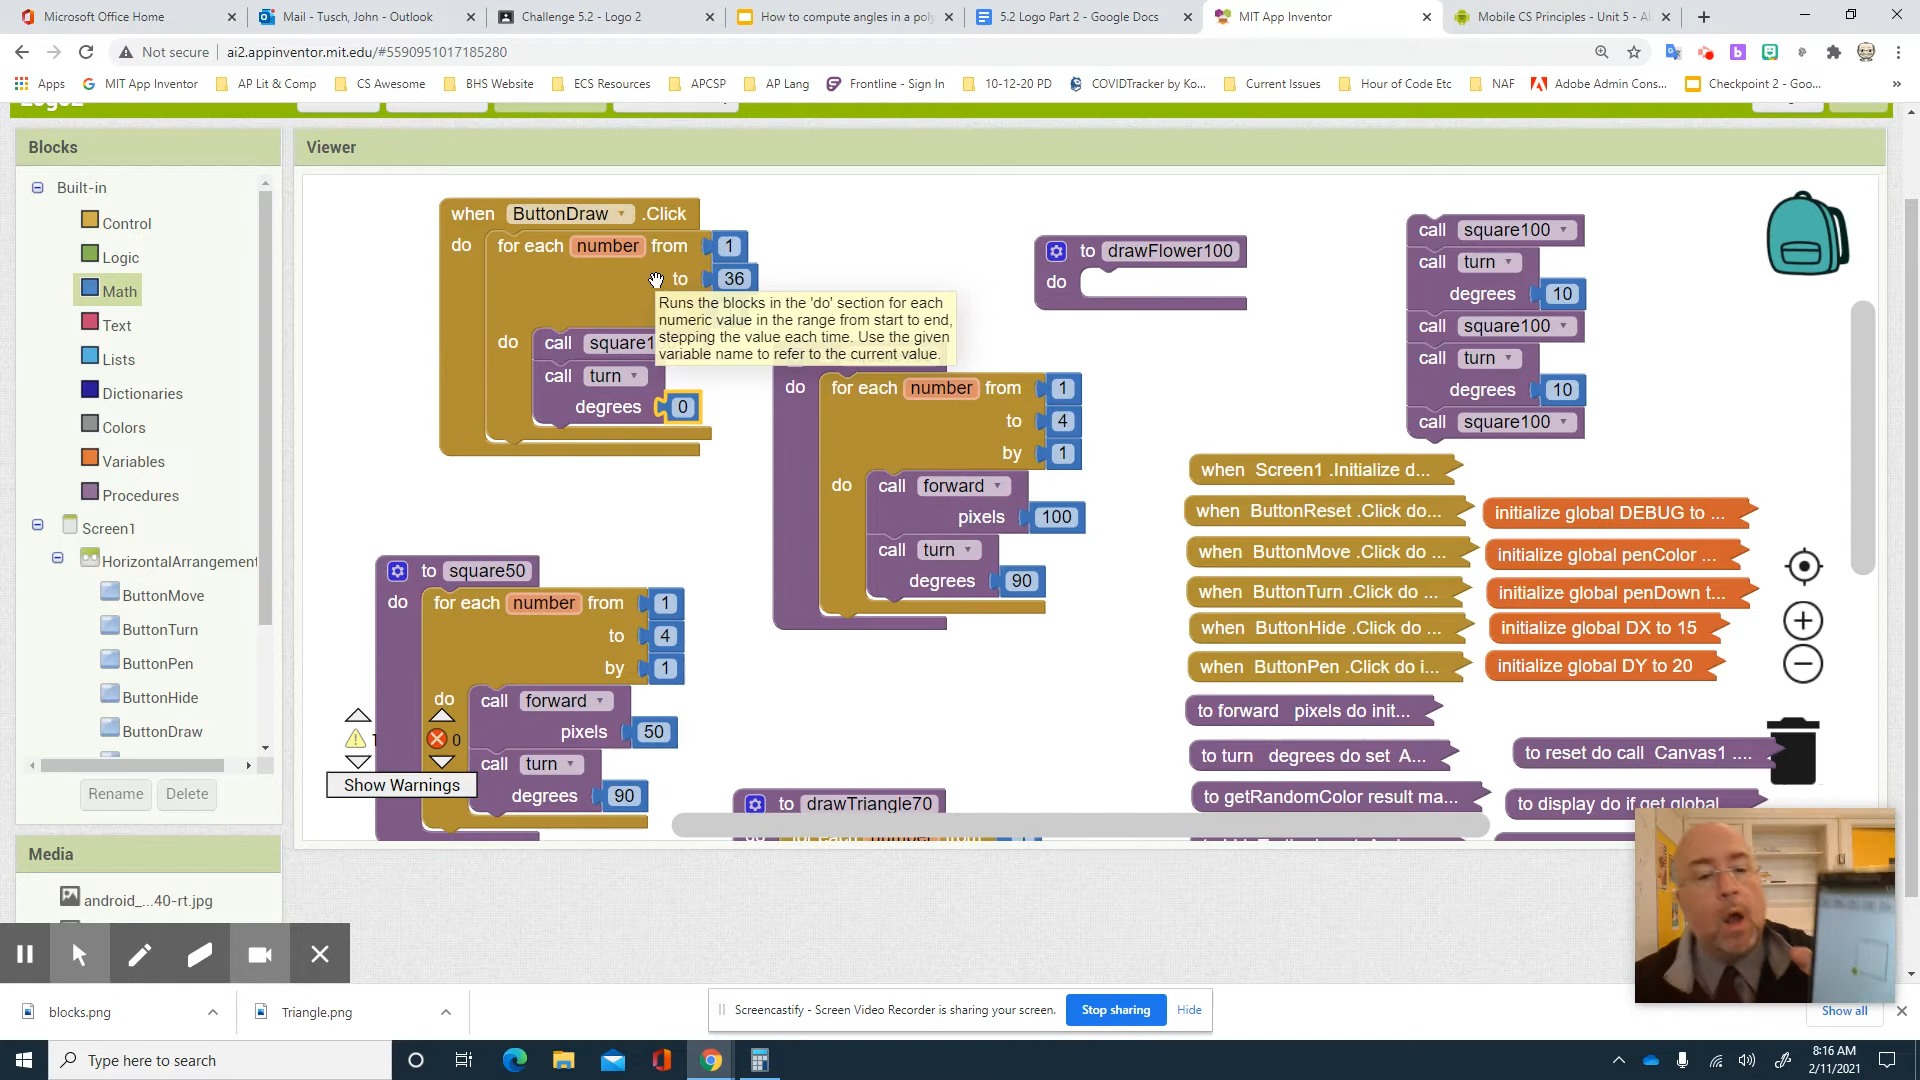 Microsoft Office Home
Mail - Tusch, John - Outlook
Challenge 5.2 - Logo 2
How to compute angles in a poly
5.2 Logo Part 2 - Google Docs
MIT App Inventor
Mobile CS Principles - Unit 5 - Al
Not secure
ai2.appinventor.mit.edu/#5590951017185280
Apps
MIT App Inventor
AP Lit & Comp
CS Awesome
BHS Website
ECS Resources
APCSP
AP Lang
Frontline - Sign In
10-12-20 PD
COVIDTracker by Ko...
Current Issues
Hour of Code Etc
NAF
Adobe Admin Cons...
Checkpoint 2 - Goo...
Blocks
Viewer
Built-in
Control
Logic
Math
Text
Lists
Dictionaries
Colors
Variables
Procedures
Screen1
HorizontalArrangement
ButtonMove
ButtonTurn
ButtonPen
ButtonHide
ButtonDraw
Rename
Delete
Media
android_...40-rt.jpg
when ButtonDraw .Click
do for each number from 1
to 36
Runs the blocks in the 'do' section for each
numeric value in the range from start to end,
stepping the value each time. Use the given
variable name to refer to the current value.
do call square1
call turn
degrees 0
to drawFlower100
do
call square100
call turn
degrees 10
call square100
call turn
degrees 10
call square100
do for each number from 1
to 4
by 1
do call forward
pixels 100
call turn
degrees 90
to square50
do for each number from 1
to 4
by 1
do call forward
pixels 50
call turn
degrees 90
1
0
Show Warnings
to drawTriangle70
when Screen1 .Initialize d...
when ButtonReset .Click do...
when ButtonMove .Click do ...
when ButtonTurn .Click do ...
when ButtonHide .Click do ...
when ButtonPen .Click do i...
initialize global DEBUG to ...
initialize global penColor ...
initialize global penDown t...
initialize global DX to 15
initialize global DY to 20
to forward pixels do init...
to turn degrees do set A...
to getRandomColor result ma...
to reset do call Canvas1 ....
to display do if get global
blocks.png
Triangle.png
Screencastify - Screen Video Recorder is sharing your screen.
Stop sharing
Hide
Show all
Type here to search
8:16 AM
2/11/2021